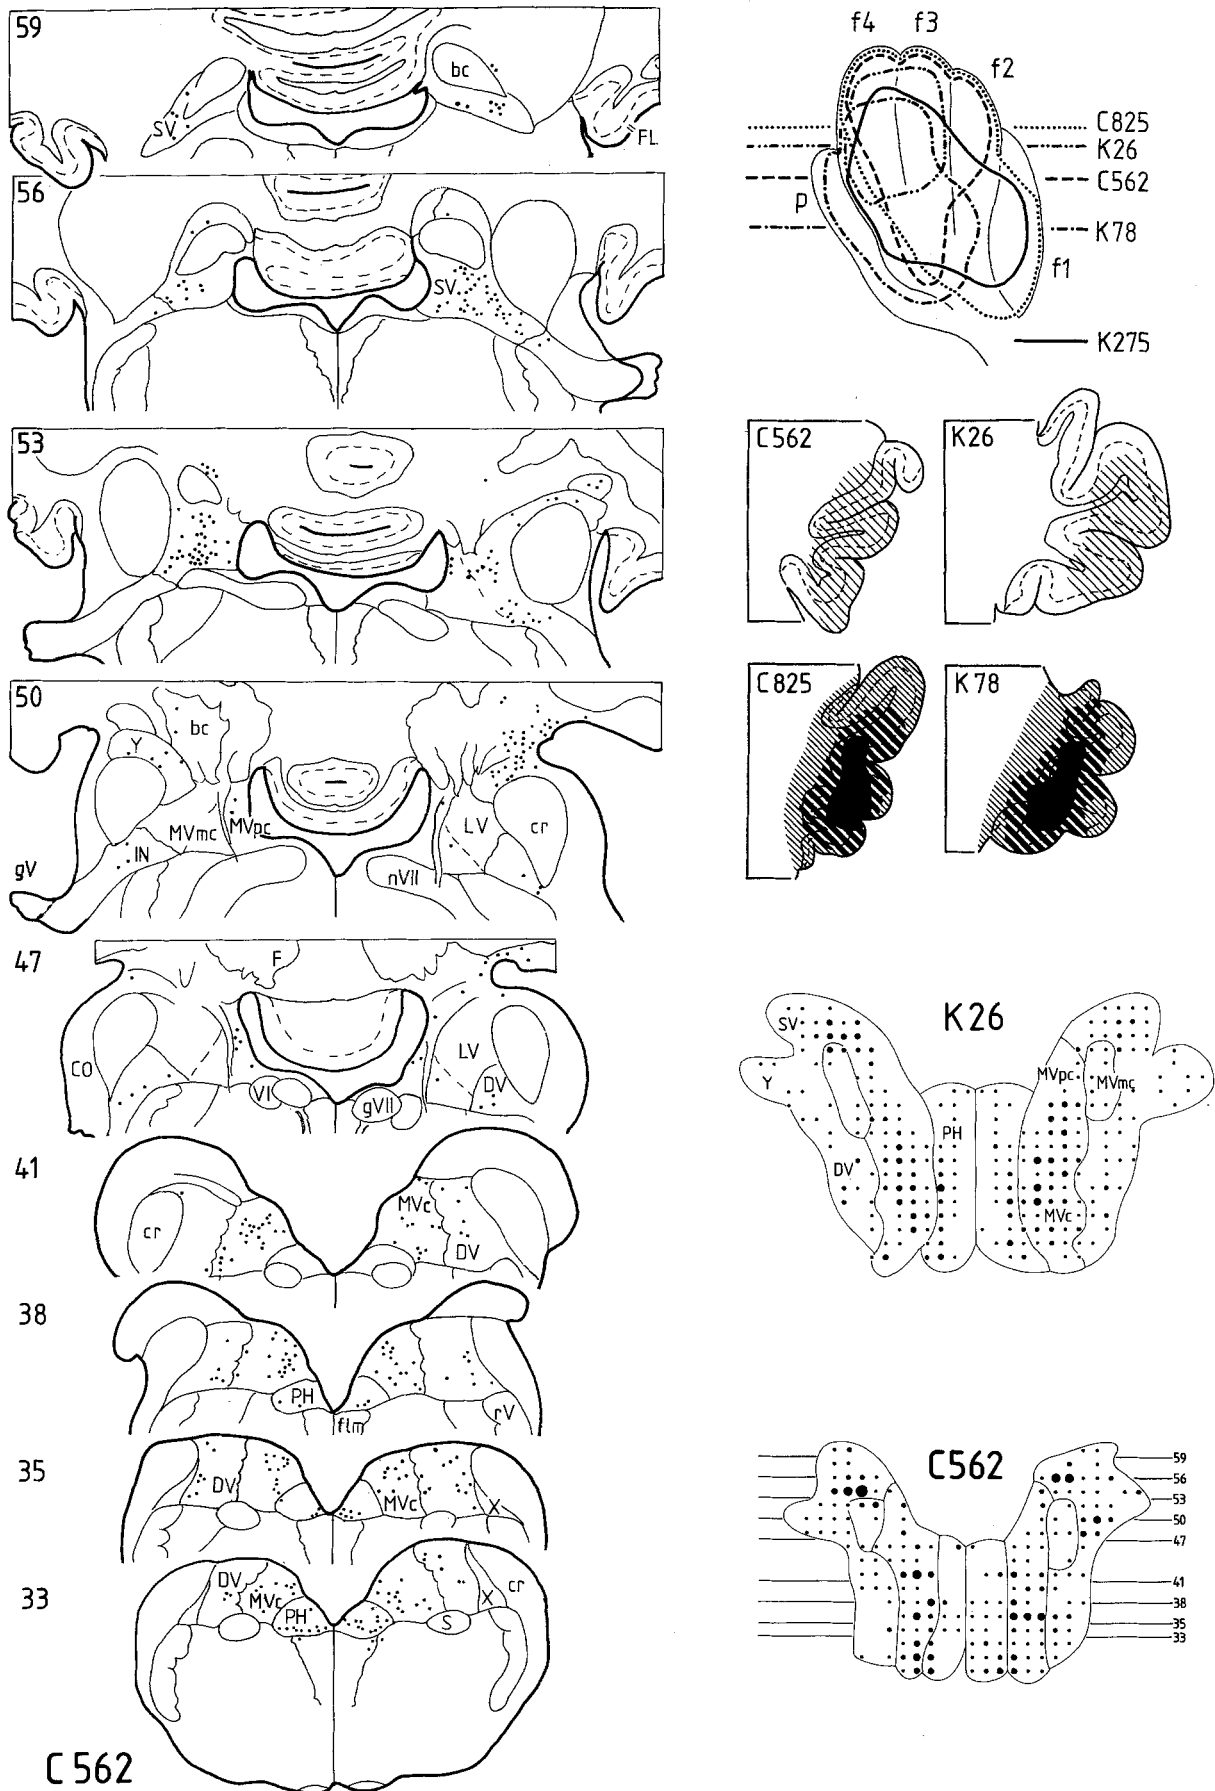 59
bc
SV
FL
56
SV
53
50
bc
Y
MVmc
MVpc
LV
cr
IN
gV
nVII
47
F
CO
LV
DV
VI
gVII
41
cr
MVc
DV
38
PH
flm
rV
35
DV
MVc
X
33
DV
MVc
PH
S
X
cr
C562
f4
f3
f2
C825
K26
C562
P
K78
f1
K275
C562
K26
C825
K78
K26
SV
Y
MVpc
MVmc
PH
DV
MVc
C562
59
56
53
50
47
41
38
35
33